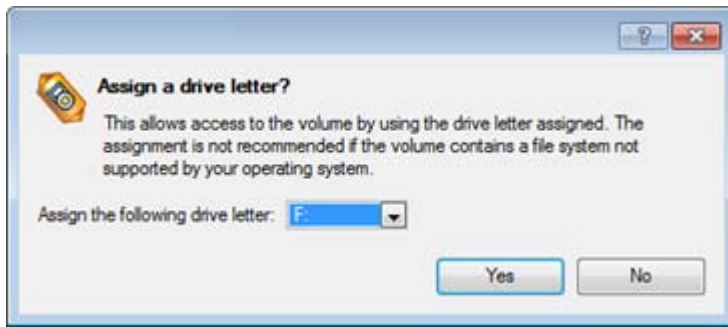 ?
Assign a drive letter?
This allows access to the volume by using the drive letter assigned. The
assignment is not recommended if the volume contains a file system not
supported by your operating system.
Assign the following drive letter: F:
Yes No